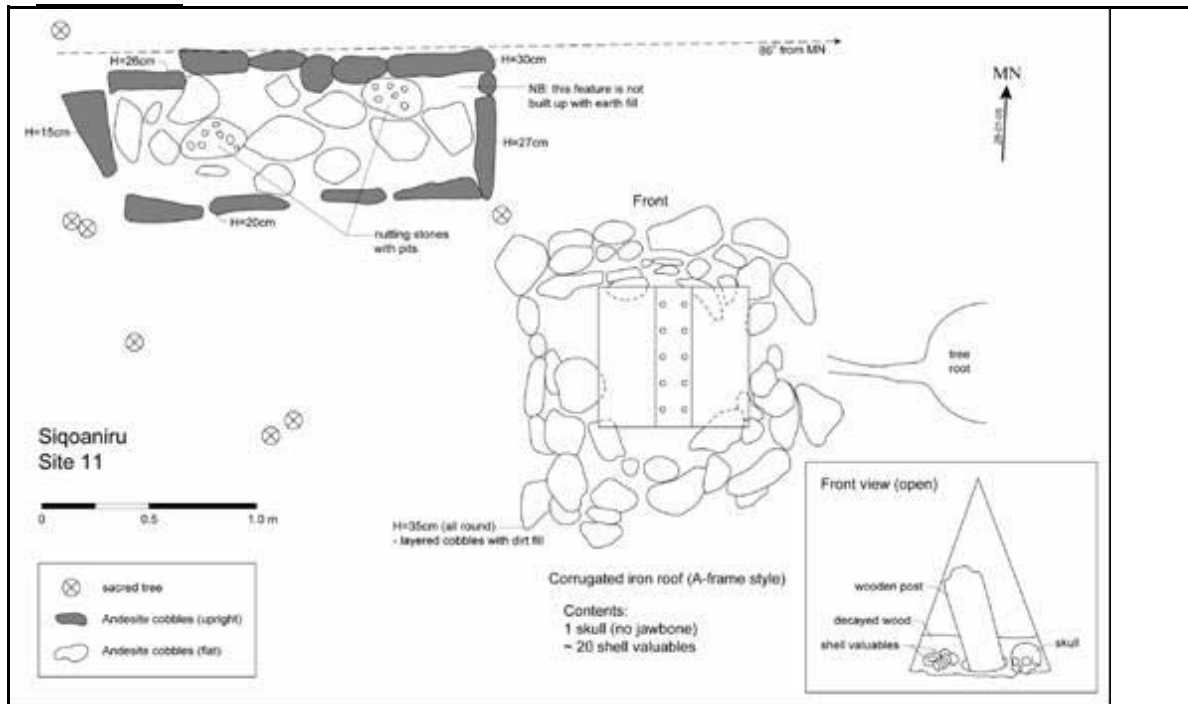 86° from MN
H=26cm
H=30cm
MN
NB: this feature is not
built up with earth fill
H=15cm
H=27cm
H=20cm
nutting stones
with pits
Front
tree
root
Siqoaniru
Site 11
0 0.5 1.0 m
H=35cm (all round)
- layered cobbles with dirt fill
Corrugated iron roof (A-frame style)
Contents:
1 skull (no jawbone)
~ 20 shell valuables
sacred tree
Andesite cobbles (upright)
Andesite cobbles (flat)
Front view (open)
wooden post
decayed wood
shell valuables
skull